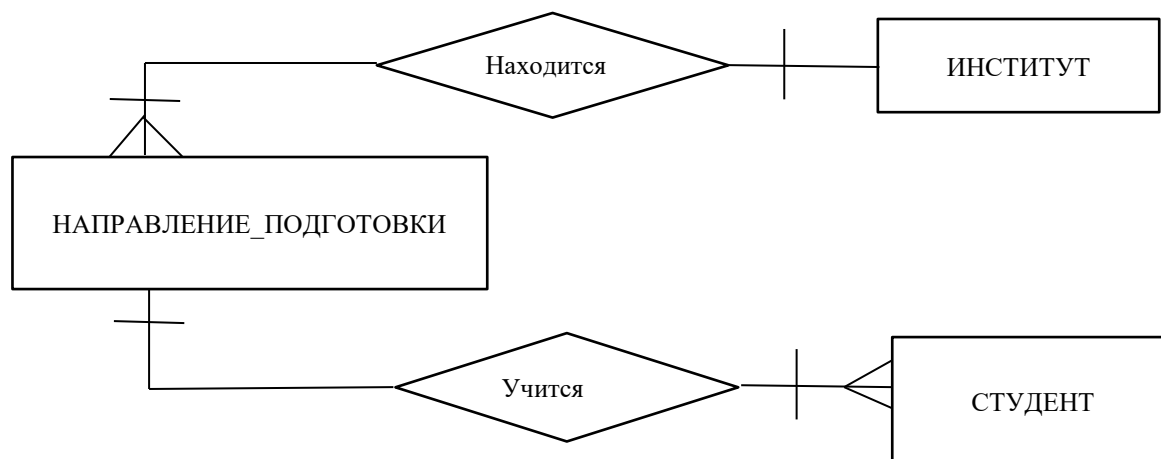 Находится
ИНСТИТУТ
НАПРАВЛЕНИЕ_ПОДГОТОВКИ
Учится
СТУДЕНТ